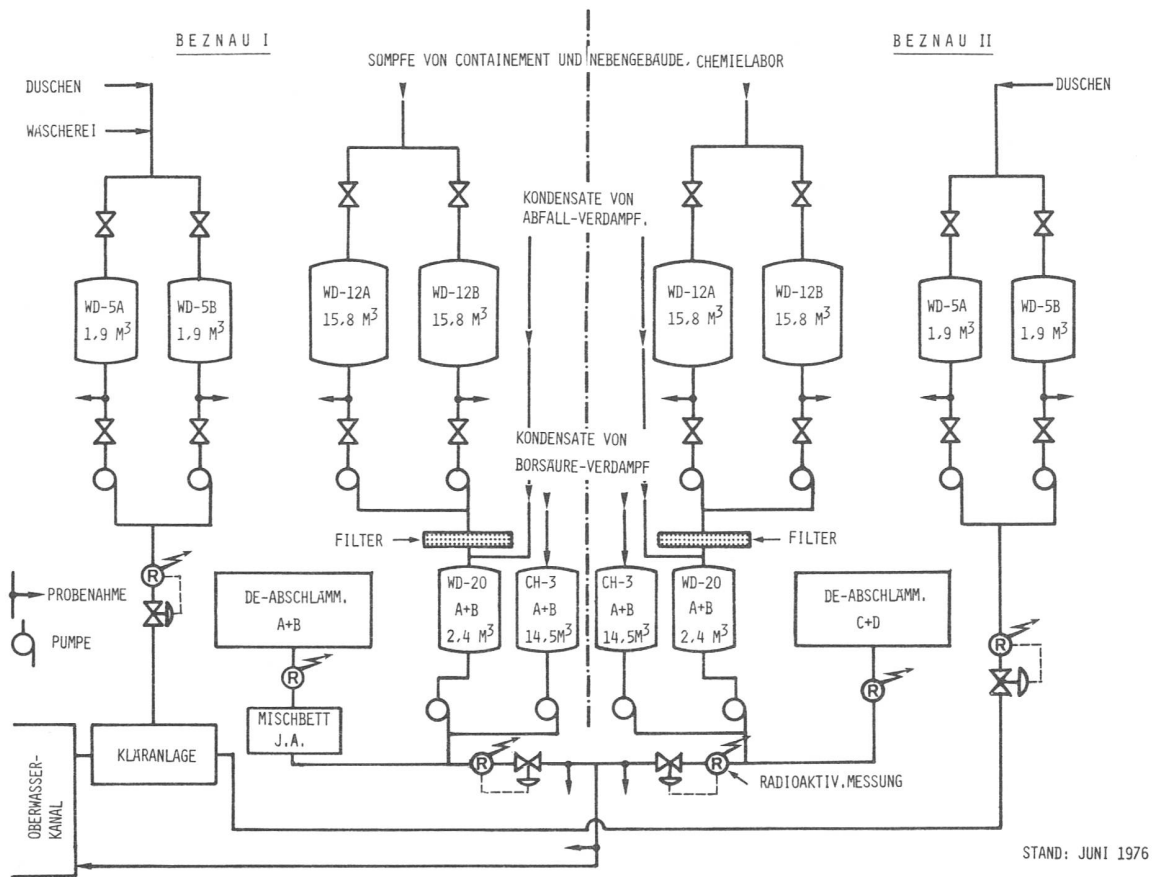 BEZNAU I
BEZNAU II
SÜMPFE VON CONTAINEMENT UND NEBENGEBÄUDE, CHEMIELABOR
DUSCHEN
WÄSCHEREI
DUSCHEN
KONDENSATE VON
ABFALL-VERDAMPF.
WD-5A
1,9 M³
WD-5B
1,9 M³
WD-12A
15,8 M³
WD-12B
15,8 M³
WD-12A
15,8 M³
WD-12B
15,8 M³
WD-5A
1,9 M³
WD-5B
1,9 M³
KONDENSATE VON
BORSÄURE-VERDAMPF
FILTER
FILTER
PROBENAHME
PUMPE
R
DE-ABSCHLÄMM.
A+B
R
WD-20
A+B
2,4 M³
CH-3
A+B
14,5M³
CH-3
A+B
14,5M³
WD-20
A+B
2,4 M³
DE-ABSCHLÄMM.
C+D
R
R
MISCHBETT
J.A.
KLÄRANLAGE
R
R
RADIOAKTIV.MESSUNG
OBERWASSER-
KANAL
STAND: JUNI 1976